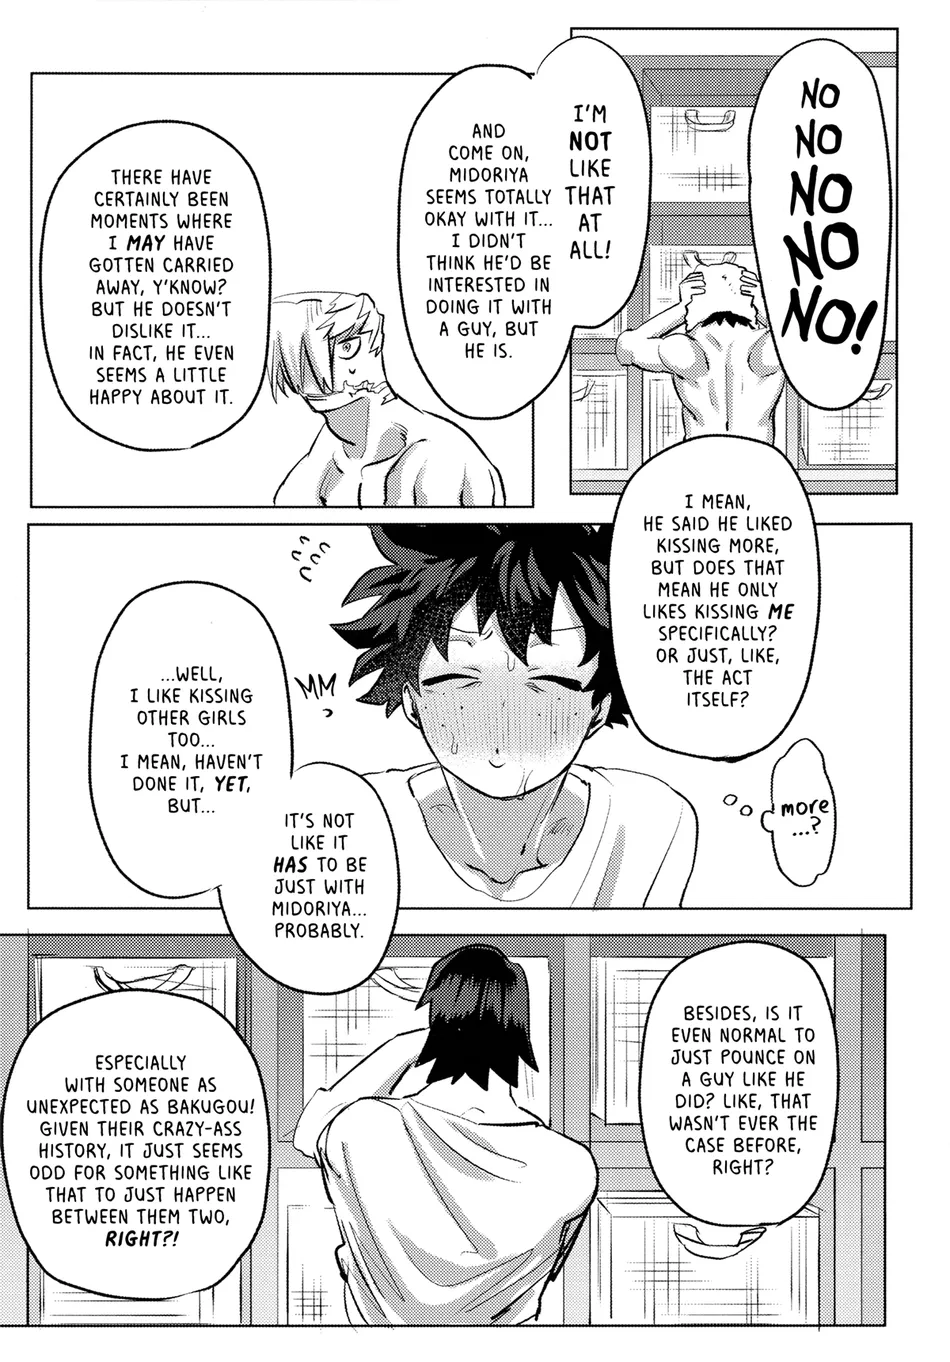 NO
NO
NO
NO
NO!
I'M
NOT
LIKE
THAT
AT
ALL!
AND
COME ON,
MIDORIYA
SEEMS TOTALLY
OKAY WITH IT...
I DIDN'T
THINK HE'D BE
INTERESTED IN
DOING IT WITH
A GUY, BUT
HE IS.
THERE HAVE
CERTAINLY BEEN
MOMENTS WHERE
I MAY HAVE
GOTTEN CARRIED
AWAY, Y'KNOW?
BUT HE DOESN'T
DISLIKE IT...
IN FACT, HE EVEN
SEEMS A LITTLE
HAPPY ABOUT IT.
I MEAN,
HE SAID HE LIKED
KISSING MORE,
BUT DOES THAT
MEAN HE ONLY
LIKES KISSING ME
SPECIFICALLY?
OR JUST, LIKE,
THE ACT
ITSELF?
more
...?
MM
...WELL,
I LIKE KISSING
OTHER GIRLS
TOO...
I MEAN, HAVEN'T
DONE IT, YET,
BUT...
IT'S NOT
LIKE IT
HAS TO BE
JUST WITH
MIDORIYA...
PROBABLY.
BESIDES, IS IT
EVEN NORMAL TO
JUST POUNCE ON
A GUY LIKE HE
DID? LIKE, THAT
WASN'T EVER THE
CASE BEFORE,
RIGHT?
ESPECIALLY
WITH SOMEONE AS
UNEXPECTED AS BAKUGOU!
GIVEN THEIR CRAZY-ASS
HISTORY, IT JUST SEEMS
ODD FOR SOMETHING LIKE
THAT TO JUST HAPPEN
BETWEEN THEM TWO,
RIGHT?!